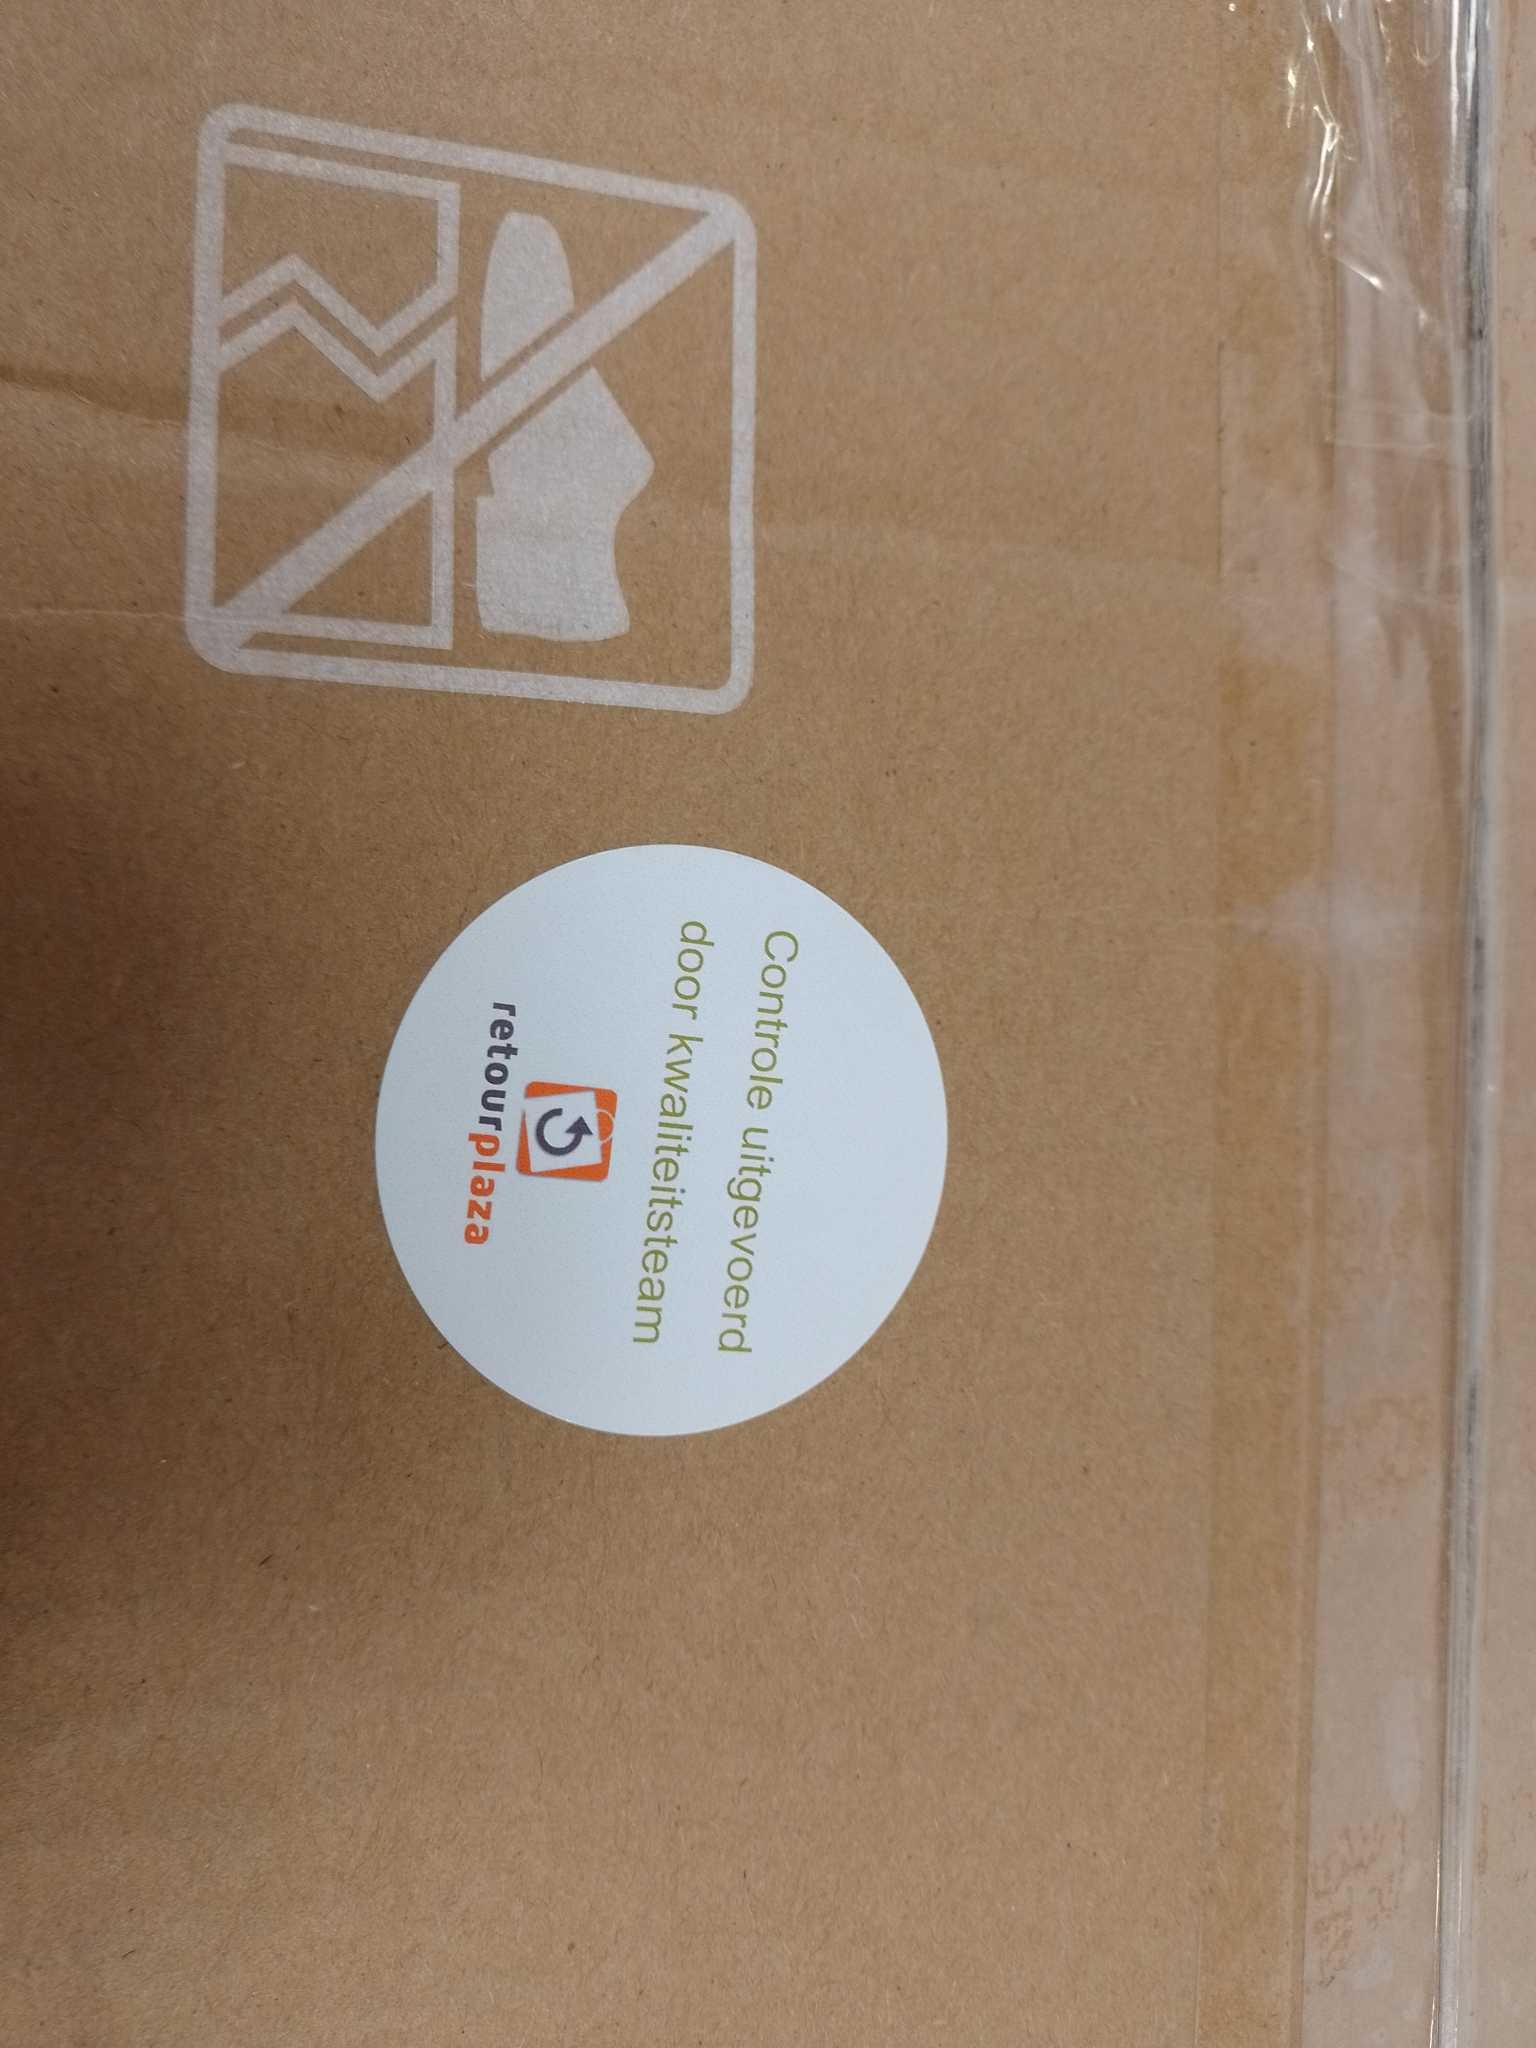 Controle uitgevoerd
door kwaliteitsteam
retourplaza